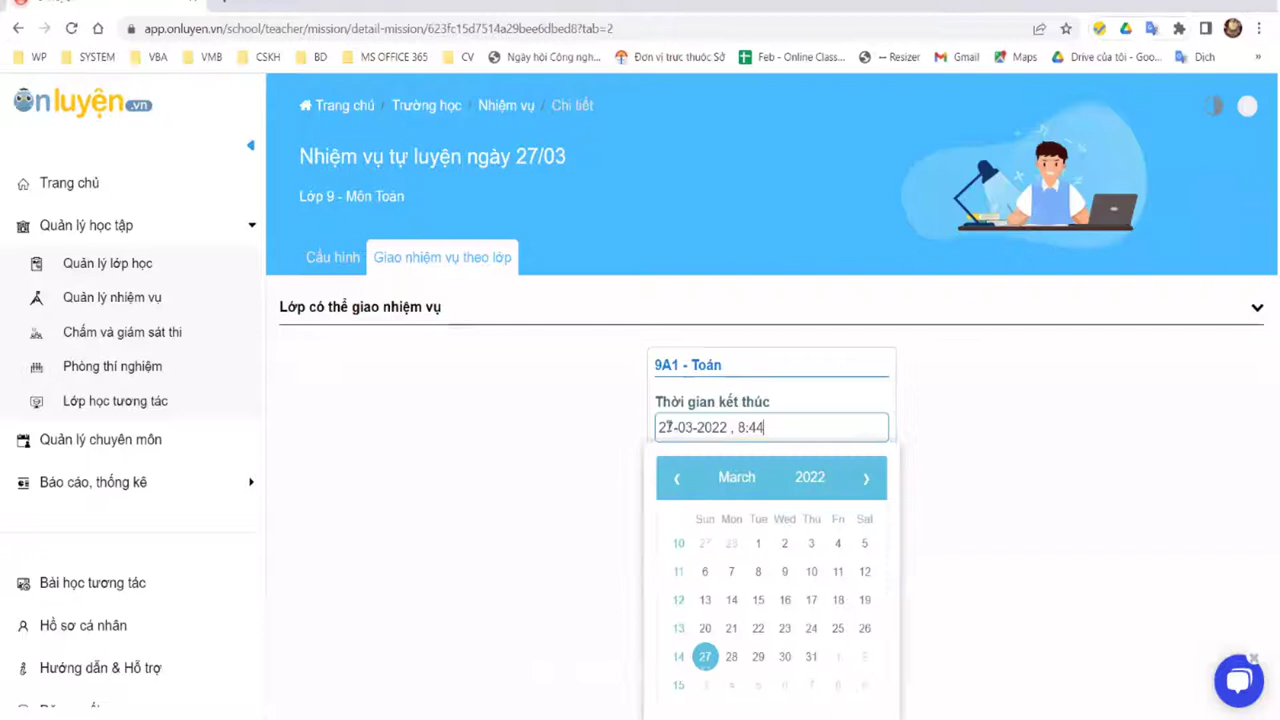 app.onluyen.vn/school/teacher/mission/detail-mission/623fc15d7514a29bee6dbed8?tab=2
WP SYSTEM VBA VMB CSKH BD MS OFFICE 365 CV Ngày hội Công ngh... Đơn vị trực thuộc Sở Feb - Online Class... -- Resizer Gmail Maps Drive của tôi - Goo... Dịch »
Ôn luyện .vn
Trang chủ / Trường học / Nhiệm vụ / Chi tiết
Nhiệm vụ tự luyện ngày 27/03
Lớp 9 - Môn Toán
Cấu hình Giao nhiệm vụ theo lớp
Trang chủ
Quản lý học tập
Quản lý lớp học
Quản lý nhiệm vụ
Chấm và giám sát thi
Phòng thí nghiệm
Lớp học tương tác
Quản lý chuyên môn
Báo cáo, thống kê
Bài học tương tác
Hồ sơ cá nhân
Hướng dẫn & Hỗ trợ
Lớp có thể giao nhiệm vụ
9A1 - Toán
Thời gian kết thúc
27-03-2022 , 8:44
‹ March 2022 ›
Sun Mon Tue Wed Thu Fri Sat
10 27 28 1 2 3 4 5
11 6 7 8 9 10 11 12
12 13 14 15 16 17 18 19
13 20 21 22 23 24 25 26
14 27 28 29 30 31 1 2
15 3 4 5 6 7 8 9